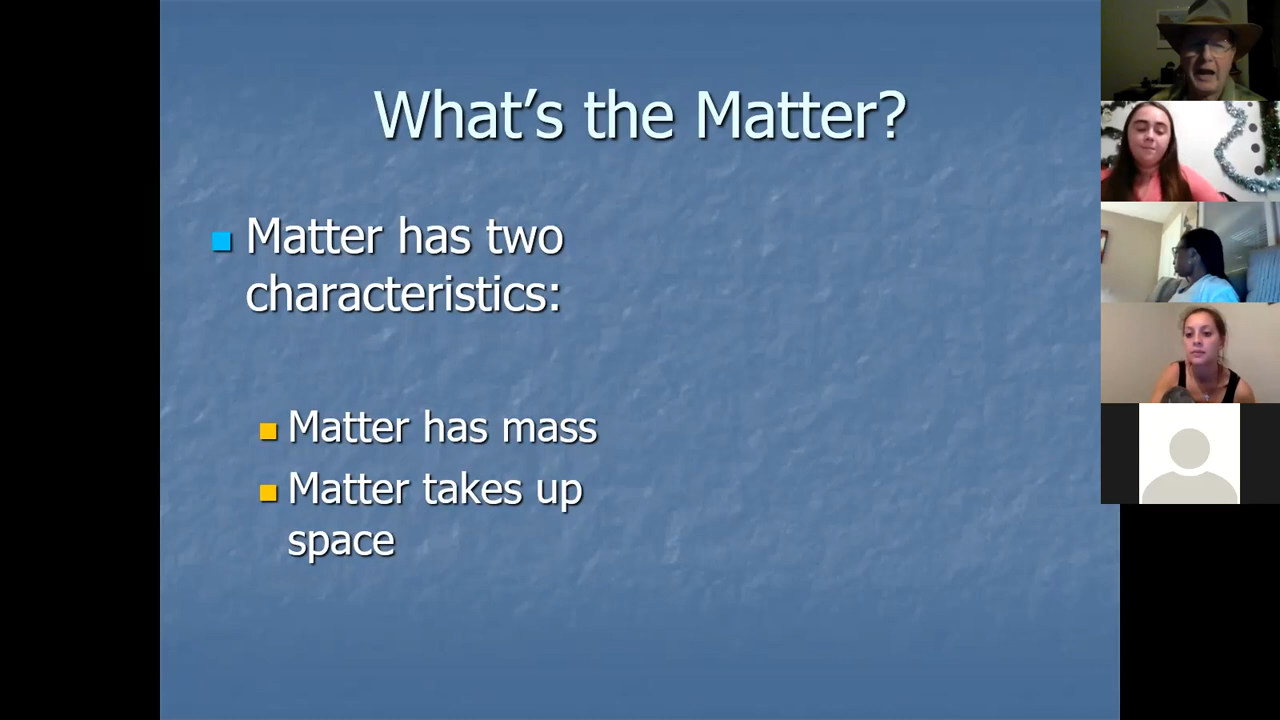 What’s the Matter?
Matter has two
characteristics:
Matter has mass
Matter takes up
space